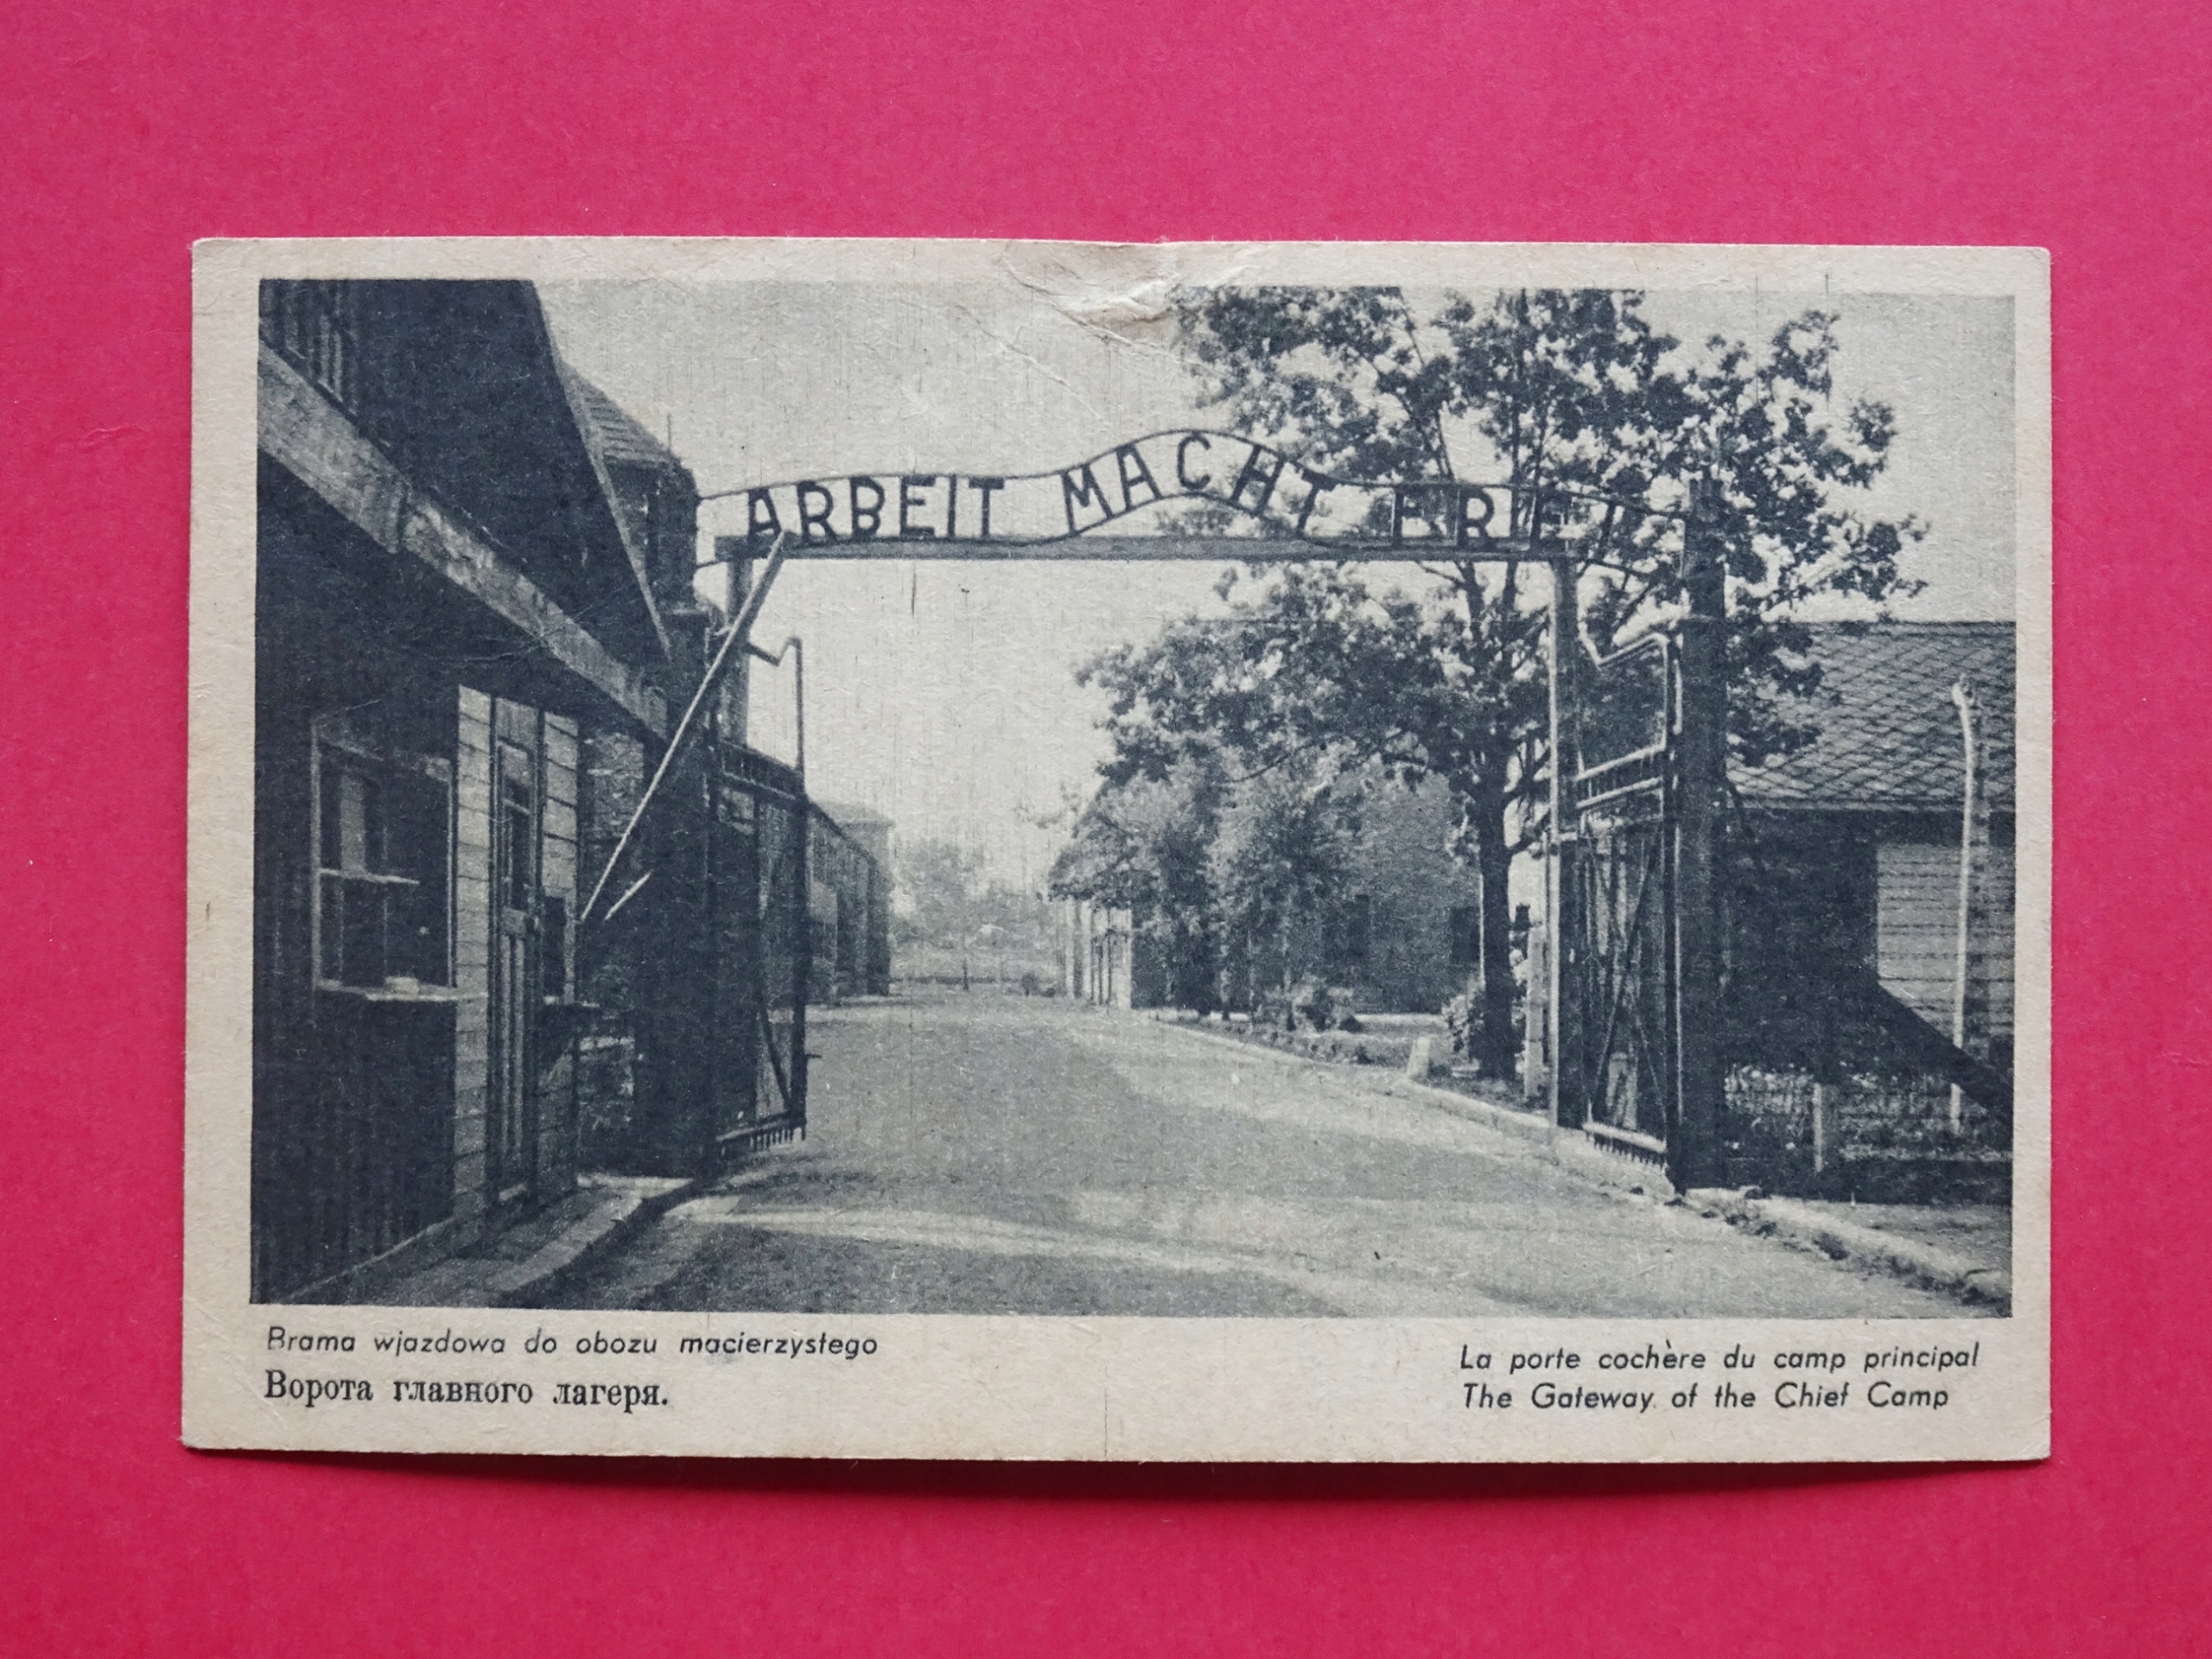 ARBEIT MACHT FREI
Brama wjazdowa do obozu macierzystego
Ворота главного лагеря.
La porte cochère du camp principal
The Gateway of the Chief Camp